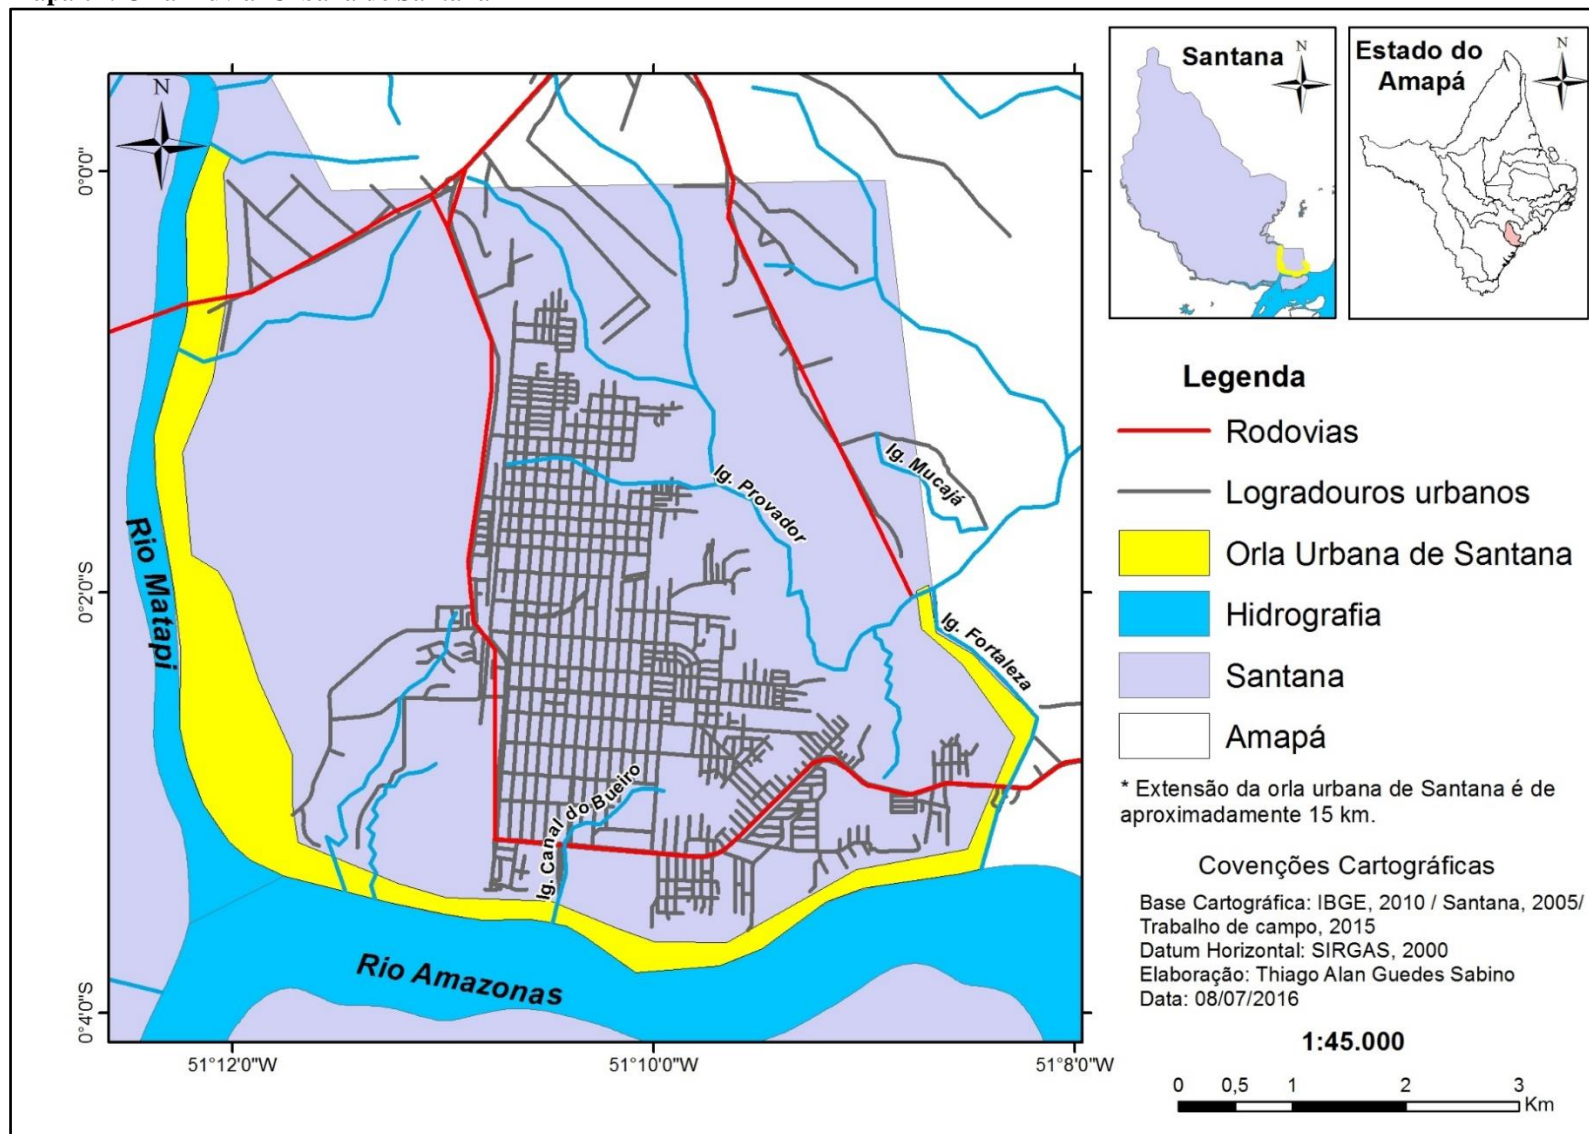 Santana
N
Estado do
Amapá
N
N
0°0'0"
0°2'0"S
0°4'0"S
51°12'0"W
51°10'0"W
51°8'0"W
Ig. Mucajá
Ig. Provador
Ig. Fortaleza
Rio Matapi
Ig. Canal do Bueiro
Rio Amazonas
Legenda
Rodovias
Logradouros urbanos
Orla Urbana de Santana
Hidrografia
Santana
Amapá
* Extensão da orla urbana de Santana é de
aproximadamente 15 km.
Covenções Cartográficas
Base Cartográfica: IBGE, 2010 / Santana, 2005/
Trabalho de campo, 2015
Datum Horizontal: SIRGAS, 2000
Elaboração: Thiago Alan Guedes Sabino
Data: 08/07/2016
1:45.000
0 0,5 1 2 3
Km